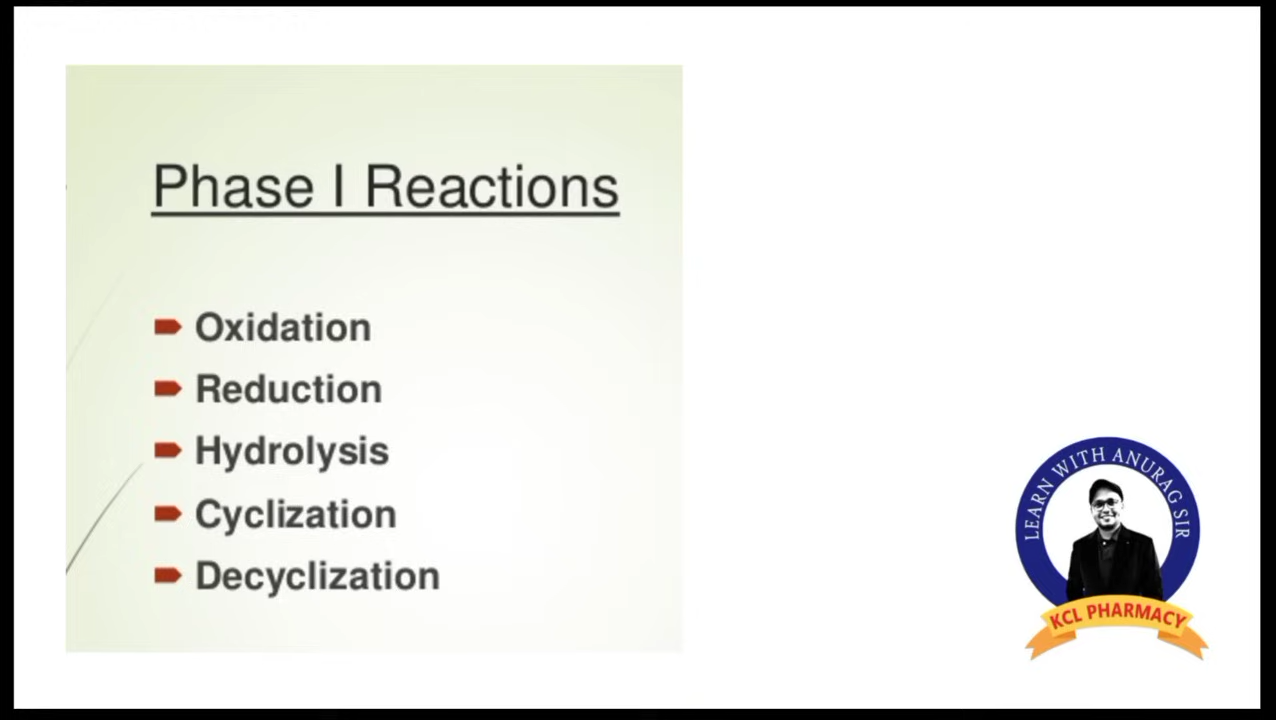 Phase I Reactions
Oxidation
Reduction
Hydrolysis
Cyclization
Decyclization
LEARN WITH ANURAG SIR
KCL PHARMACY